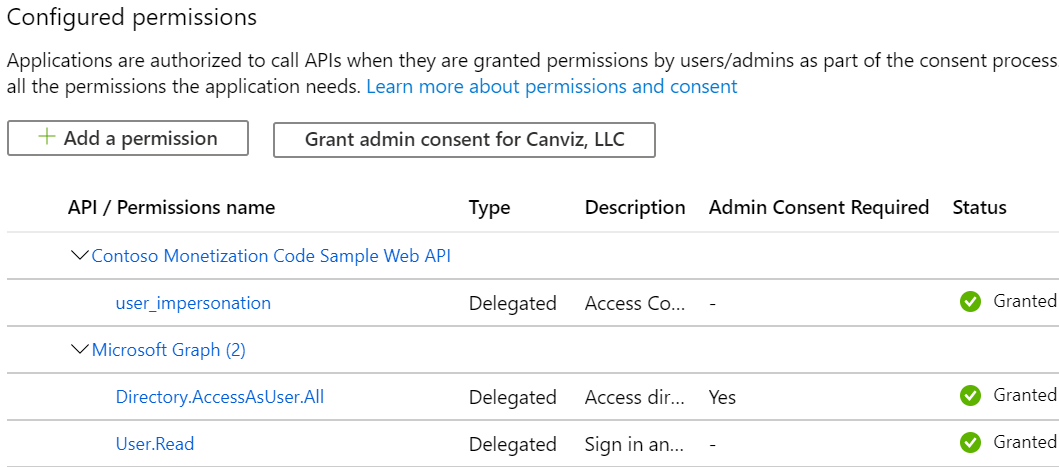 Configured permissions
Applications are authorized to call APIs when they are granted permissions by users/admins as part of the consent process
all the permissions the application needs. Learn more about permissions and consent
+ Add a permission Grant admin consent for Canviz, LLC
API / Permissions name Type Description Admin Consent Required Status
Contoso Monetization Code Sample Web API
user_impersonation Delegated Access Co... - Granted
Microsoft Graph (2)
Directory.AccessAsUser.All Delegated Access dir... Yes Granted
User.Read Delegated Sign in an... - Granted